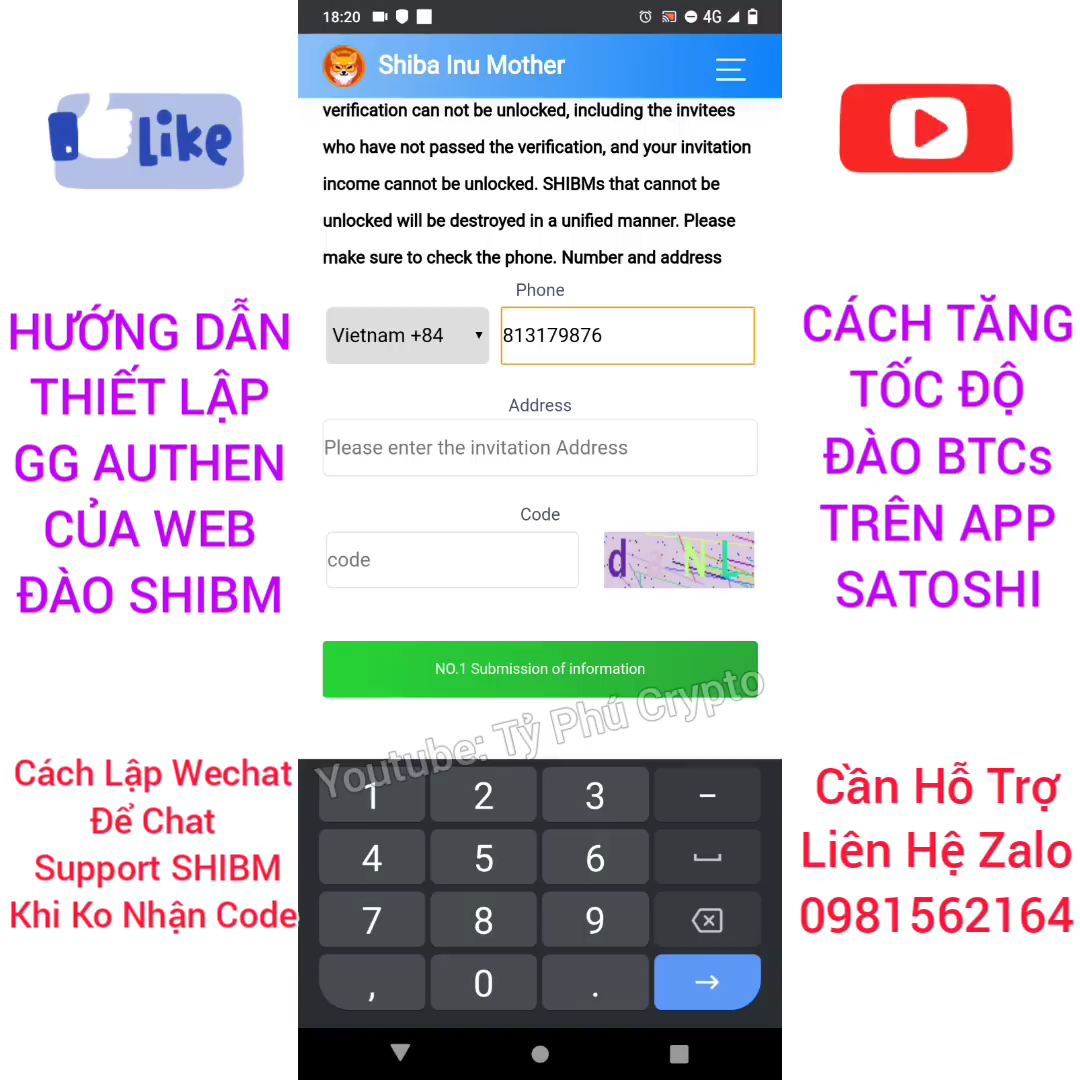 18:20
4G
Shiba Inu Mother
Like
verification can not be unlocked, including the invitees
who have not passed the verification, and your invitation
income cannot be unlocked. SHIBMs that cannot be
unlocked will be destroyed in a unified manner. Please
make sure to check the phone. Number and address
Phone
Vietnam +84
813179876
Address
Please enter the invitation Address
Code
code
NO.1 Submission of information
Youtube: Tỷ Phú Crypto
HƯỚNG DẪN
THIẾT LẬP
GG AUTHEN
CỦA WEB
ĐÀO SHIBM
CÁCH TĂNG
TỐC ĐỘ
ĐÀO BTCs
TRÊN APP
SATOSHI
Cách Lập Wechat
Để Chat
Support SHIBM
Khi Ko Nhận Code
Cần Hỗ Trợ
Liên Hệ Zalo
0981562164
1 2 3 –
4 5 6
7 8 9
, 0 .